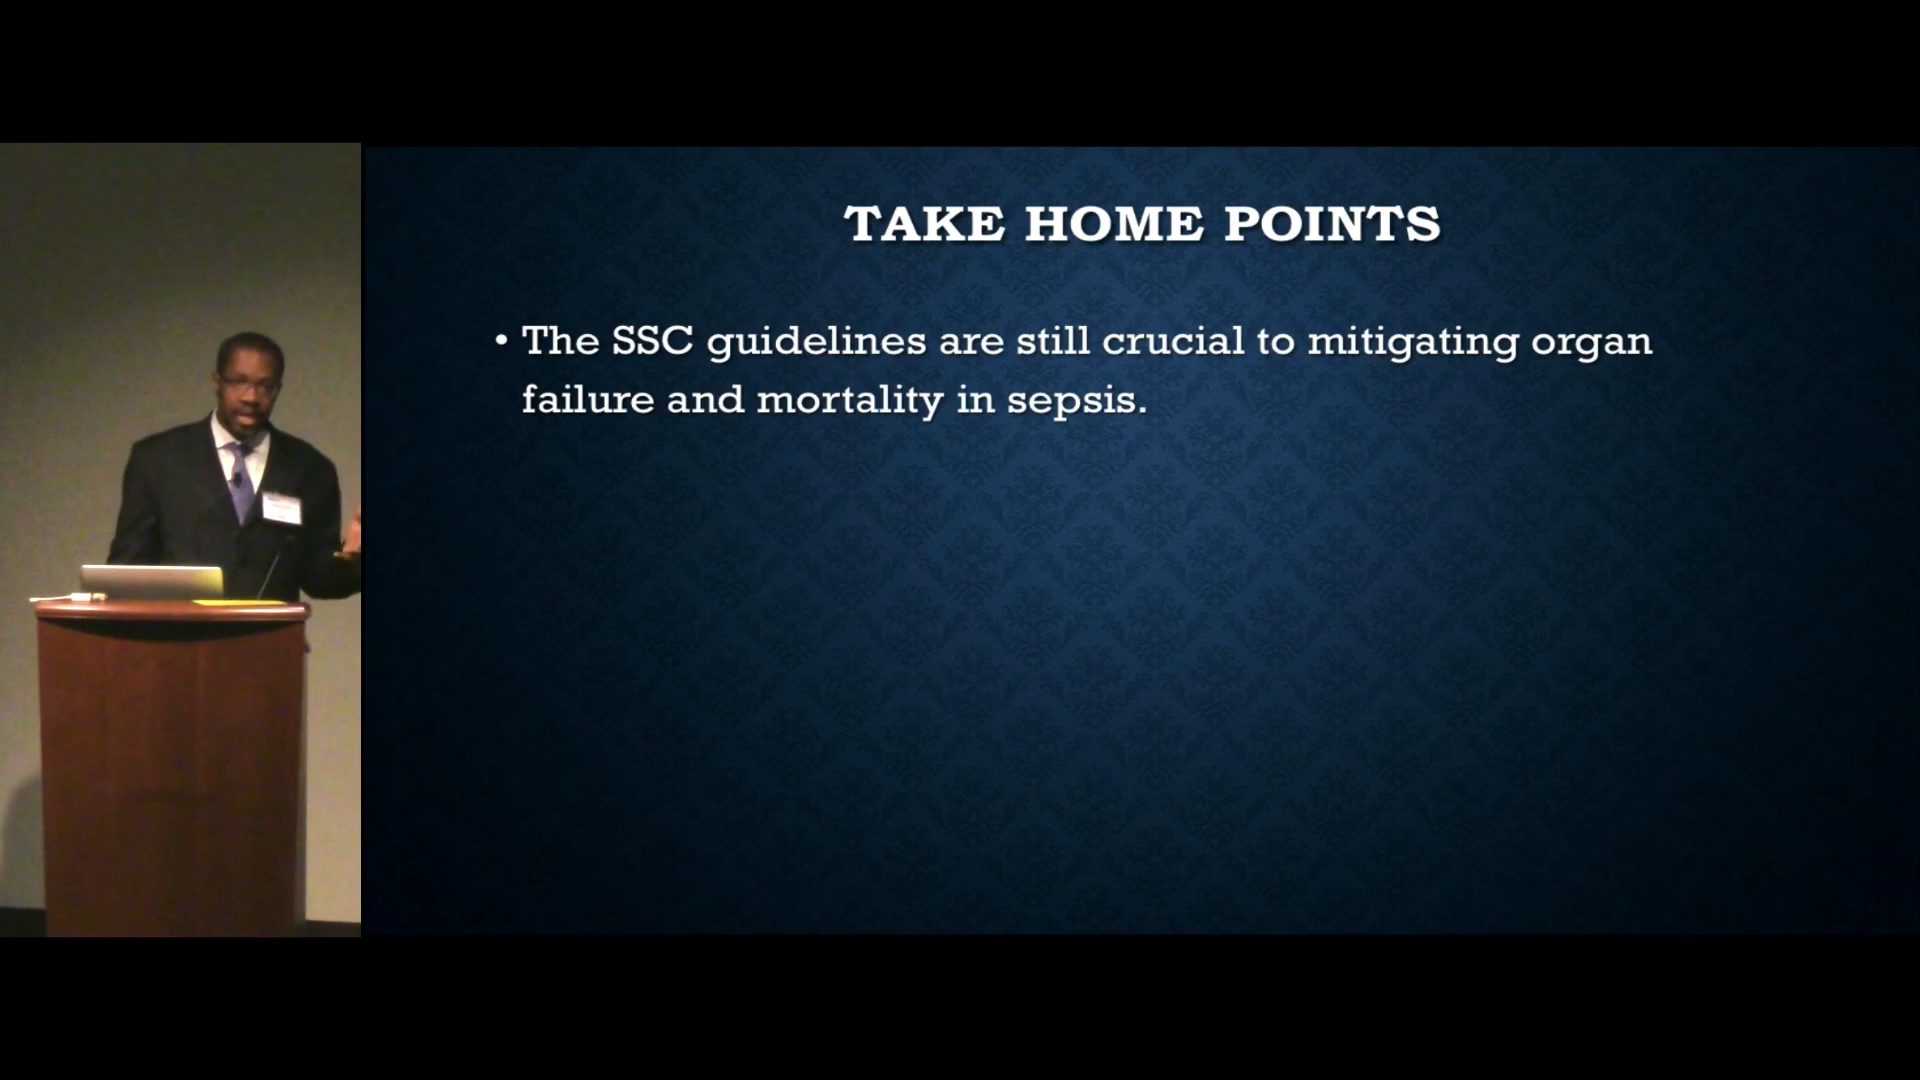 TAKE HOME POINTS
• The SSC guidelines are still crucial to mitigating organ
failure and mortality in sepsis.